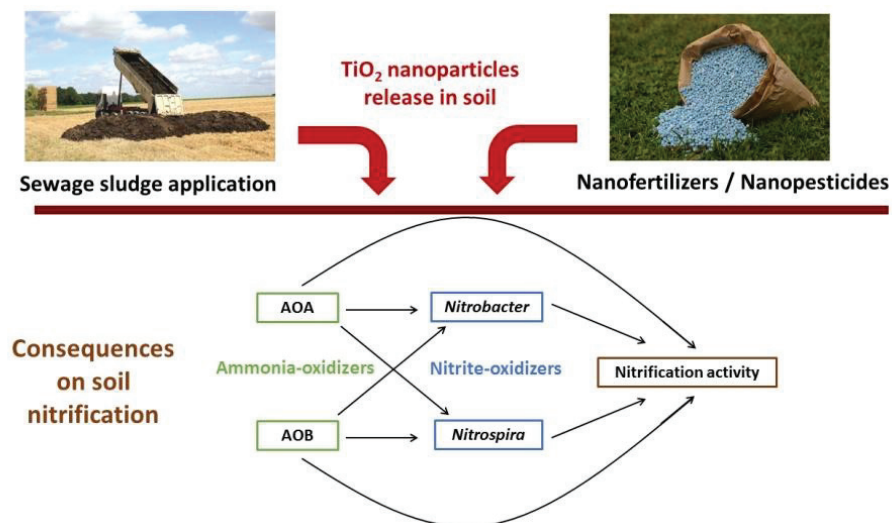 TiO₂ nanoparticles
release in soil
Sewage sludge application
Nanofertilizers / Nanopesticides
AOA
Nitrobacter
Consequences
on soil
nitrification
Ammonia-oxidizers
Nitrite-oxidizers
Nitrification activity
AOB
Nitrospira